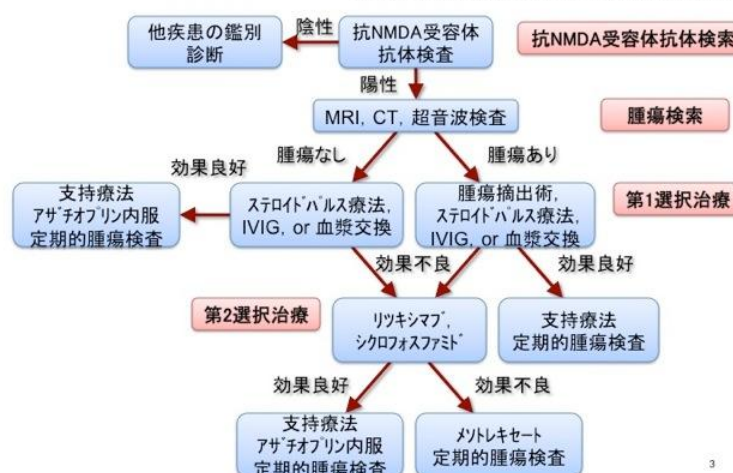 他疾患の鑑別
診断
陰性
抗NMDA受容体
抗体検査
抗NMDA受容体抗体検索
陽性
MRI, CT, 超音波検査
腫瘍検索
腫瘍なし
腫瘍あり
効果良好
支持療法
アザチオプリン内服
定期的腫瘍検査
ステロイドパルス療法,
IVIG, or 血漿交換
腫瘍摘出術,
ステロイドパルス療法,
IVIG, or 血漿交換
第1選択治療
効果不良
効果良好
第2選択治療
リツキシマブ,
シクロフォスファミド
支持療法
定期的腫瘍検査
効果良好
効果不良
支持療法
アザチオプリン内服
定期的腫瘍検査
メソトレキセート
定期的腫瘍検査
3